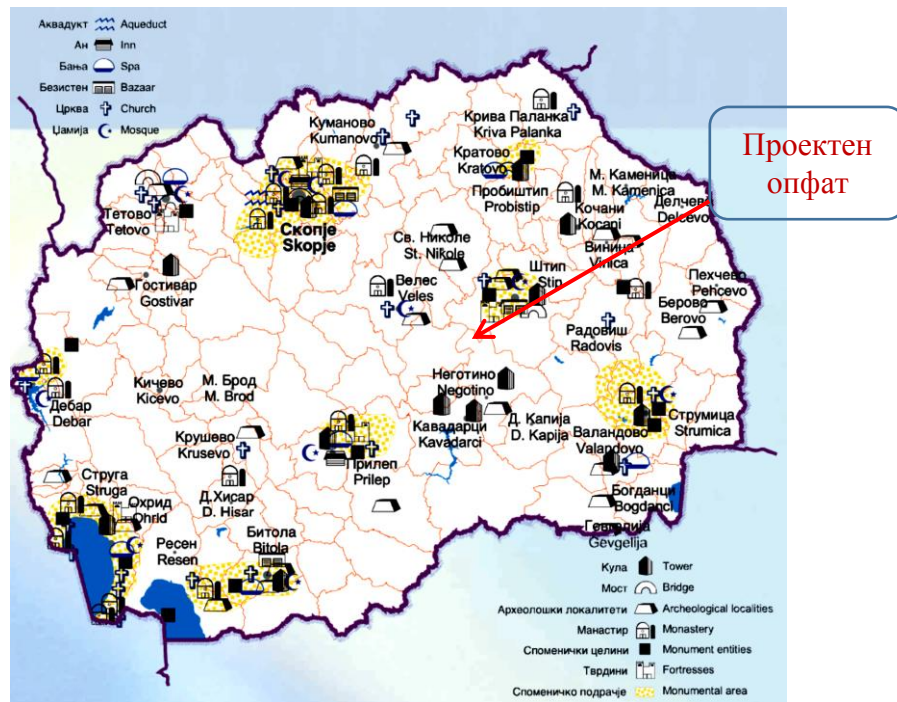 Аквадукт Aqueduct
Ан Inn
Бања Spa
Безистен Bazaar
Црква Church
Џамија Mosque
Проектен
опфат
Куманово
Kumanovo
Крива Паланка
Kriva Palanka
Кратово
Kratovo
Пробиштип
Probistip
М. Каменица
M. Kamenica
Делчево
Delcevo
Кочани
Kocani
Виница
Vinica
Тетово
Tetovo
Скопје
Skopje
Св. Николе
St. Nikole
Штип
Stip
Велес
Veles
Гостивар
Gostivar
Пехчево
Pehcevo
Берово
Berovo
Радовиш
Radovis
Неготино
Negotino
Кичево
Kicevo
М. Брод
M. Brod
Дебар
Debar
Кавадарци
Kavadarci
Д. Капија
D. Kapija
Валандово
Valandovo
Струмица
Strumica
Крушево
Krusevo
Прилеп
Prilep
Струга
Struga
Охрид
Ohrid
Д.Хисар
D. Hisar
Ресен
Resen
Битола
Bitola
Богданци
Bogdanci
Гевгелија
Gevgelija
Кула Tower
Мост Bridge
Археолошки локалитети Archeological localities
Манастир Monastery
Споменички целини Monument entities
Тврдини Fortresses
Споменичко подрачје Monumental area